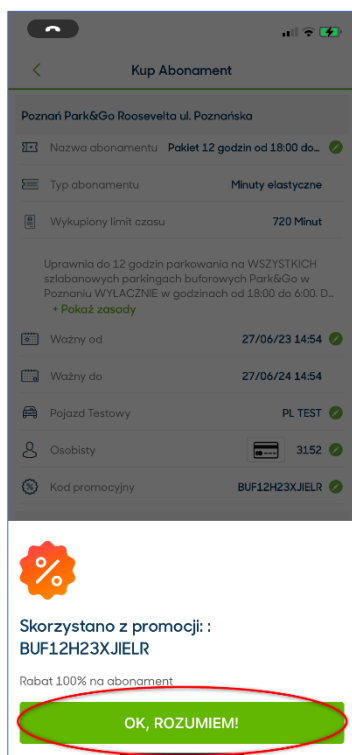 Kup Abonament
Poznań Park&Go Roosevelta ul. Poznańska
Nazwa abonamentu Pakiet 12 godzin od 18:00 do...
Typ abonamentu Minuty elastyczne
Wykupiony limit czasu 720 Minut
Uprawnia do 12 godzin parkowania na WSZYSTKICH
szlabanowych parkingach buforowych Park&Go w
Poznaniu WYŁACZNIE w godzinach od 18:00 do 6:00. D...
+ Pokaż zasady
Ważny od 27/06/23 14:54
Ważny do 27/06/24 14:54
Pojazd Testowy PL TEST
Osobisty 3152
Kod promocyjny BUF12H23XJIELR
Skorzystano z promocji: :
BUF12H23XJIELR
Rabat 100% na abonament
OK, ROZUMIEM!